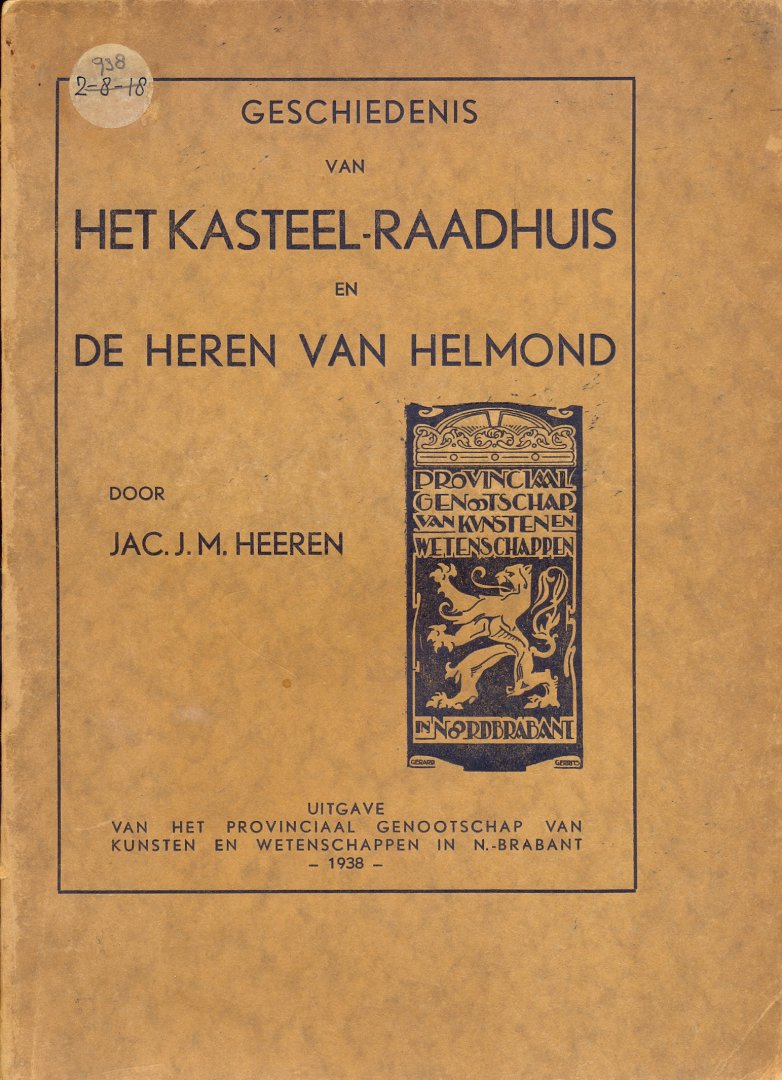 938
2=8-18
GESCHIEDENIS
VAN
HET KASTEEL-RAADHUIS
EN
DE HEREN VAN HELMOND
DOOR
JAC. J. M. HEEREN
PROVINCIAAL
GENOOTSCHAP
VAN KVNSTEN EN
WETENSCHAPPEN
IN NOORDBRABANT
GERARD GERRITS
UITGAVE
VAN HET PROVINCIAAL GENOOTSCHAP VAN
KUNSTEN EN WETENSCHAPPEN IN N.-BRABANT
– 1938 –